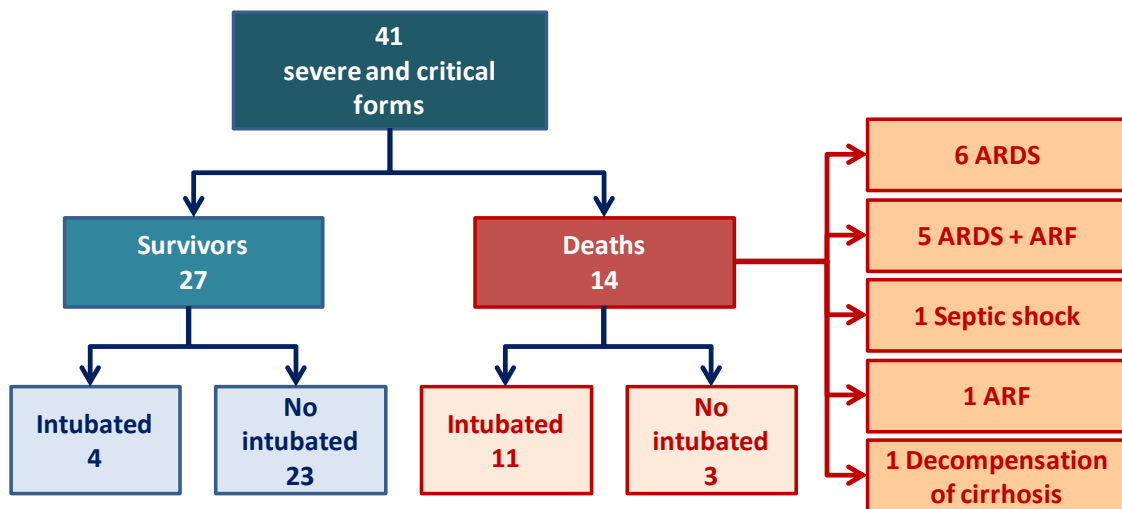 41
severe and critical
forms
Survivors
27
Deaths
14
Intubated
4
No
intubated
23
Intubated
11
No
intubated
3
6 ARDS
5 ARDS + ARF
1 Septic shock
1 ARF
1 Decompensation
of cirrhosis